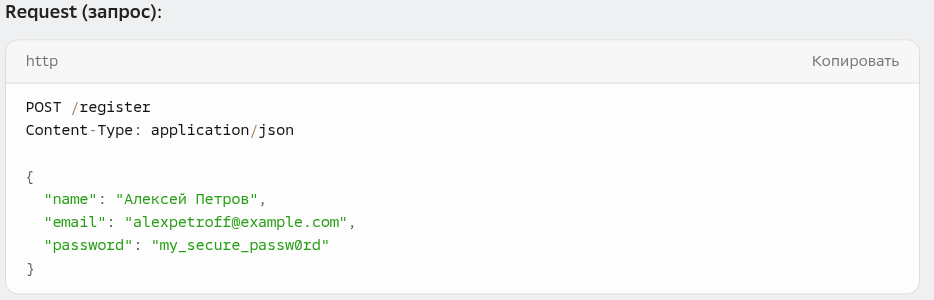 Request (запрос):
http
Копировать
POST /register
Content-Type: application/json
{
"name": "Алексей Петров",
"email": "alexpetroff@example.com",
"password": "my_secure_passw0rd"
}